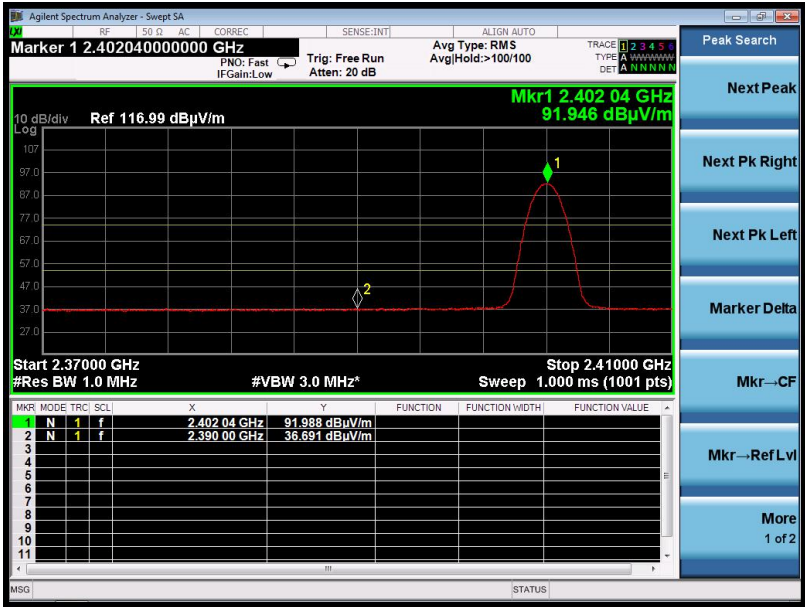 Agilent Spectrum Analyzer - Swept SA
LXI RF 50 Ω AC CORREC SENSE:INT ALIGN AUTO
Marker 1 2.402040000000 GHz
PNO: Fast
IFGain:Low
Trig: Free Run
Atten: 20 dB
Avg Type: RMS
Avg|Hold:>100/100
TRACE 1 2 3 4 5 6
TYPE A WWWWW
DET A N N N N N
Mkr1 2.402 04 GHz
91.946 dBµV/m
10 dB/div Ref 116.99 dBµV/m
Log
107
97.0
87.0
77.0
67.0
57.0
47.0
37.0
27.0
1
2
Start 2.37000 GHz Stop 2.41000 GHz
#Res BW 1.0 MHz #VBW 3.0 MHz* Sweep 1.000 ms (1001 pts)
MKR MODE TRC SCL X Y FUNCTION FUNCTION WIDTH FUNCTION VALUE
1 N 1 f 2.402 04 GHz 91.988 dBµV/m
2 N 1 f 2.390 00 GHz 36.691 dBµV/m
3
4
5
6
7
8
9
10
11
MSG STATUS
Peak Search
Next Peak
Next Pk Right
Next Pk Left
Marker Delta
Mkr→CF
Mkr→Ref Lvl
More
1 of 2